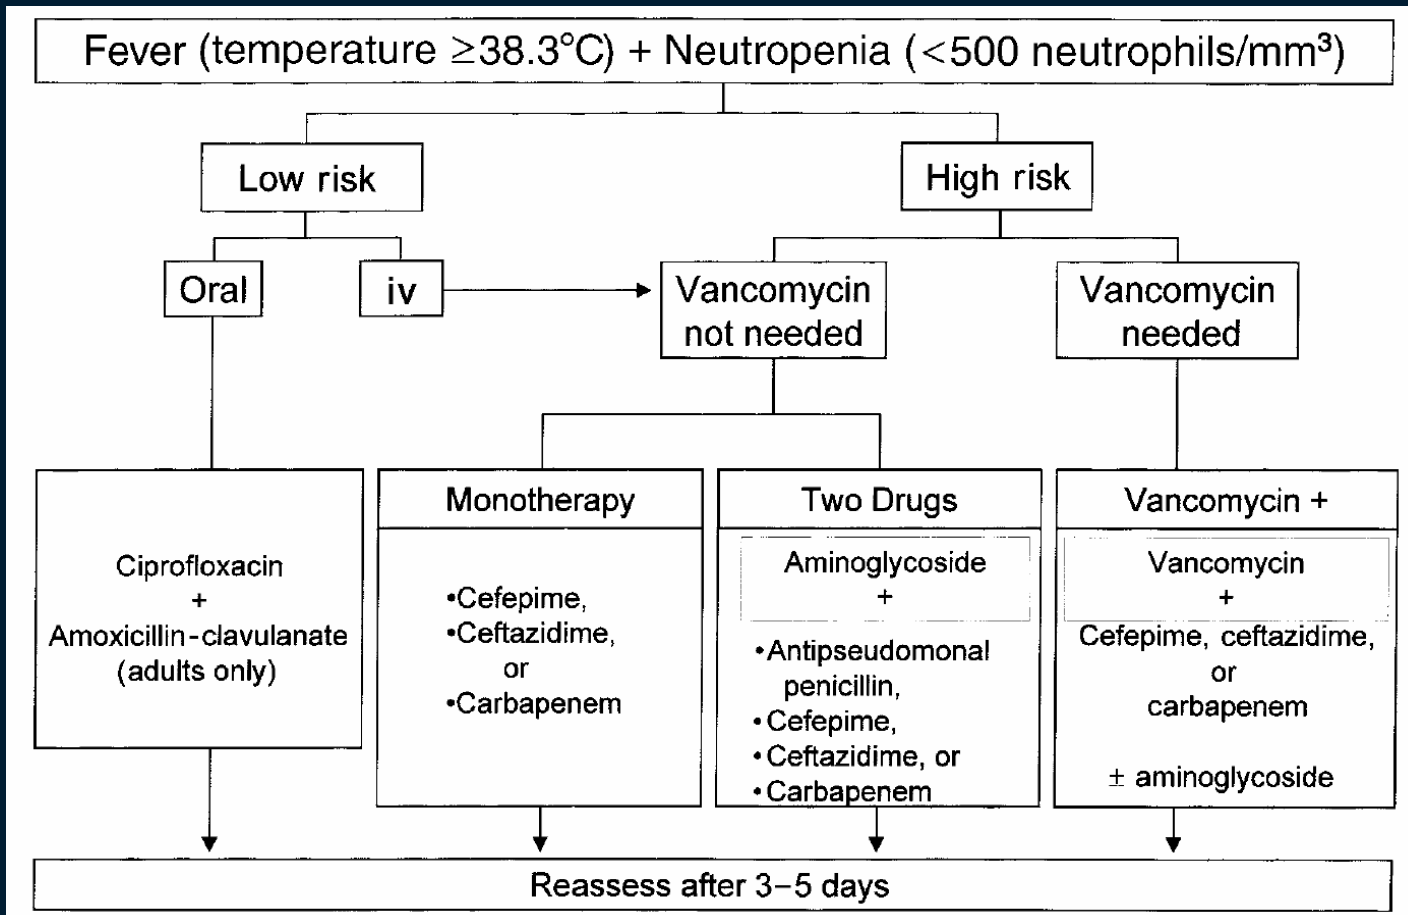 Fever (temperature ≥38.3°C) + Neutropenia (<500 neutrophils/mm³)
Low risk
High risk
Oral
iv
Vancomycin
not needed
Vancomycin
needed
Ciprofloxacin
+
Amoxicillin-clavulanate
(adults only)
Monotherapy
•Cefepime,
•Ceftazidime,
or
•Carbapenem
Two Drugs
Aminoglycoside
+
•Antipseudomonal
penicillin,
•Cefepime,
•Ceftazidime, or
•Carbapenem
Vancomycin +
Vancomycin
+
Cefepime, ceftazidime,
or
carbapenem
± aminoglycoside
Reassess after 3–5 days